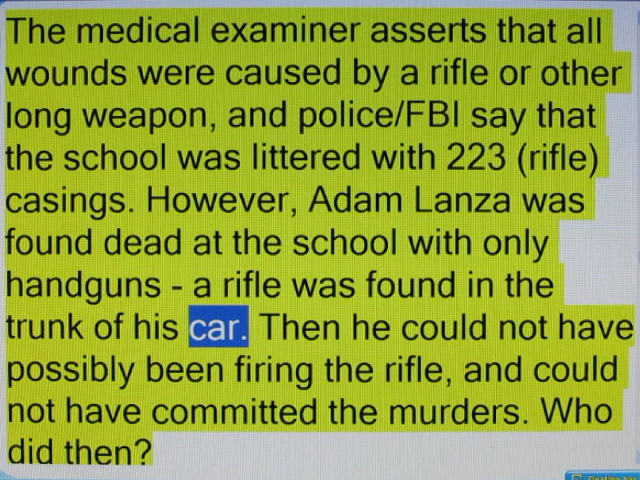 The medical examiner asserts that all
wounds were caused by a rifle or other
long weapon, and police/FBI say that
the school was littered with 223 (rifle)
casings. However, Adam Lanza was
found dead at the school with only
handguns - a rifle was found in the
trunk of his car. Then he could not have
possibly been firing the rifle, and could
not have committed the murders. Who
did then?